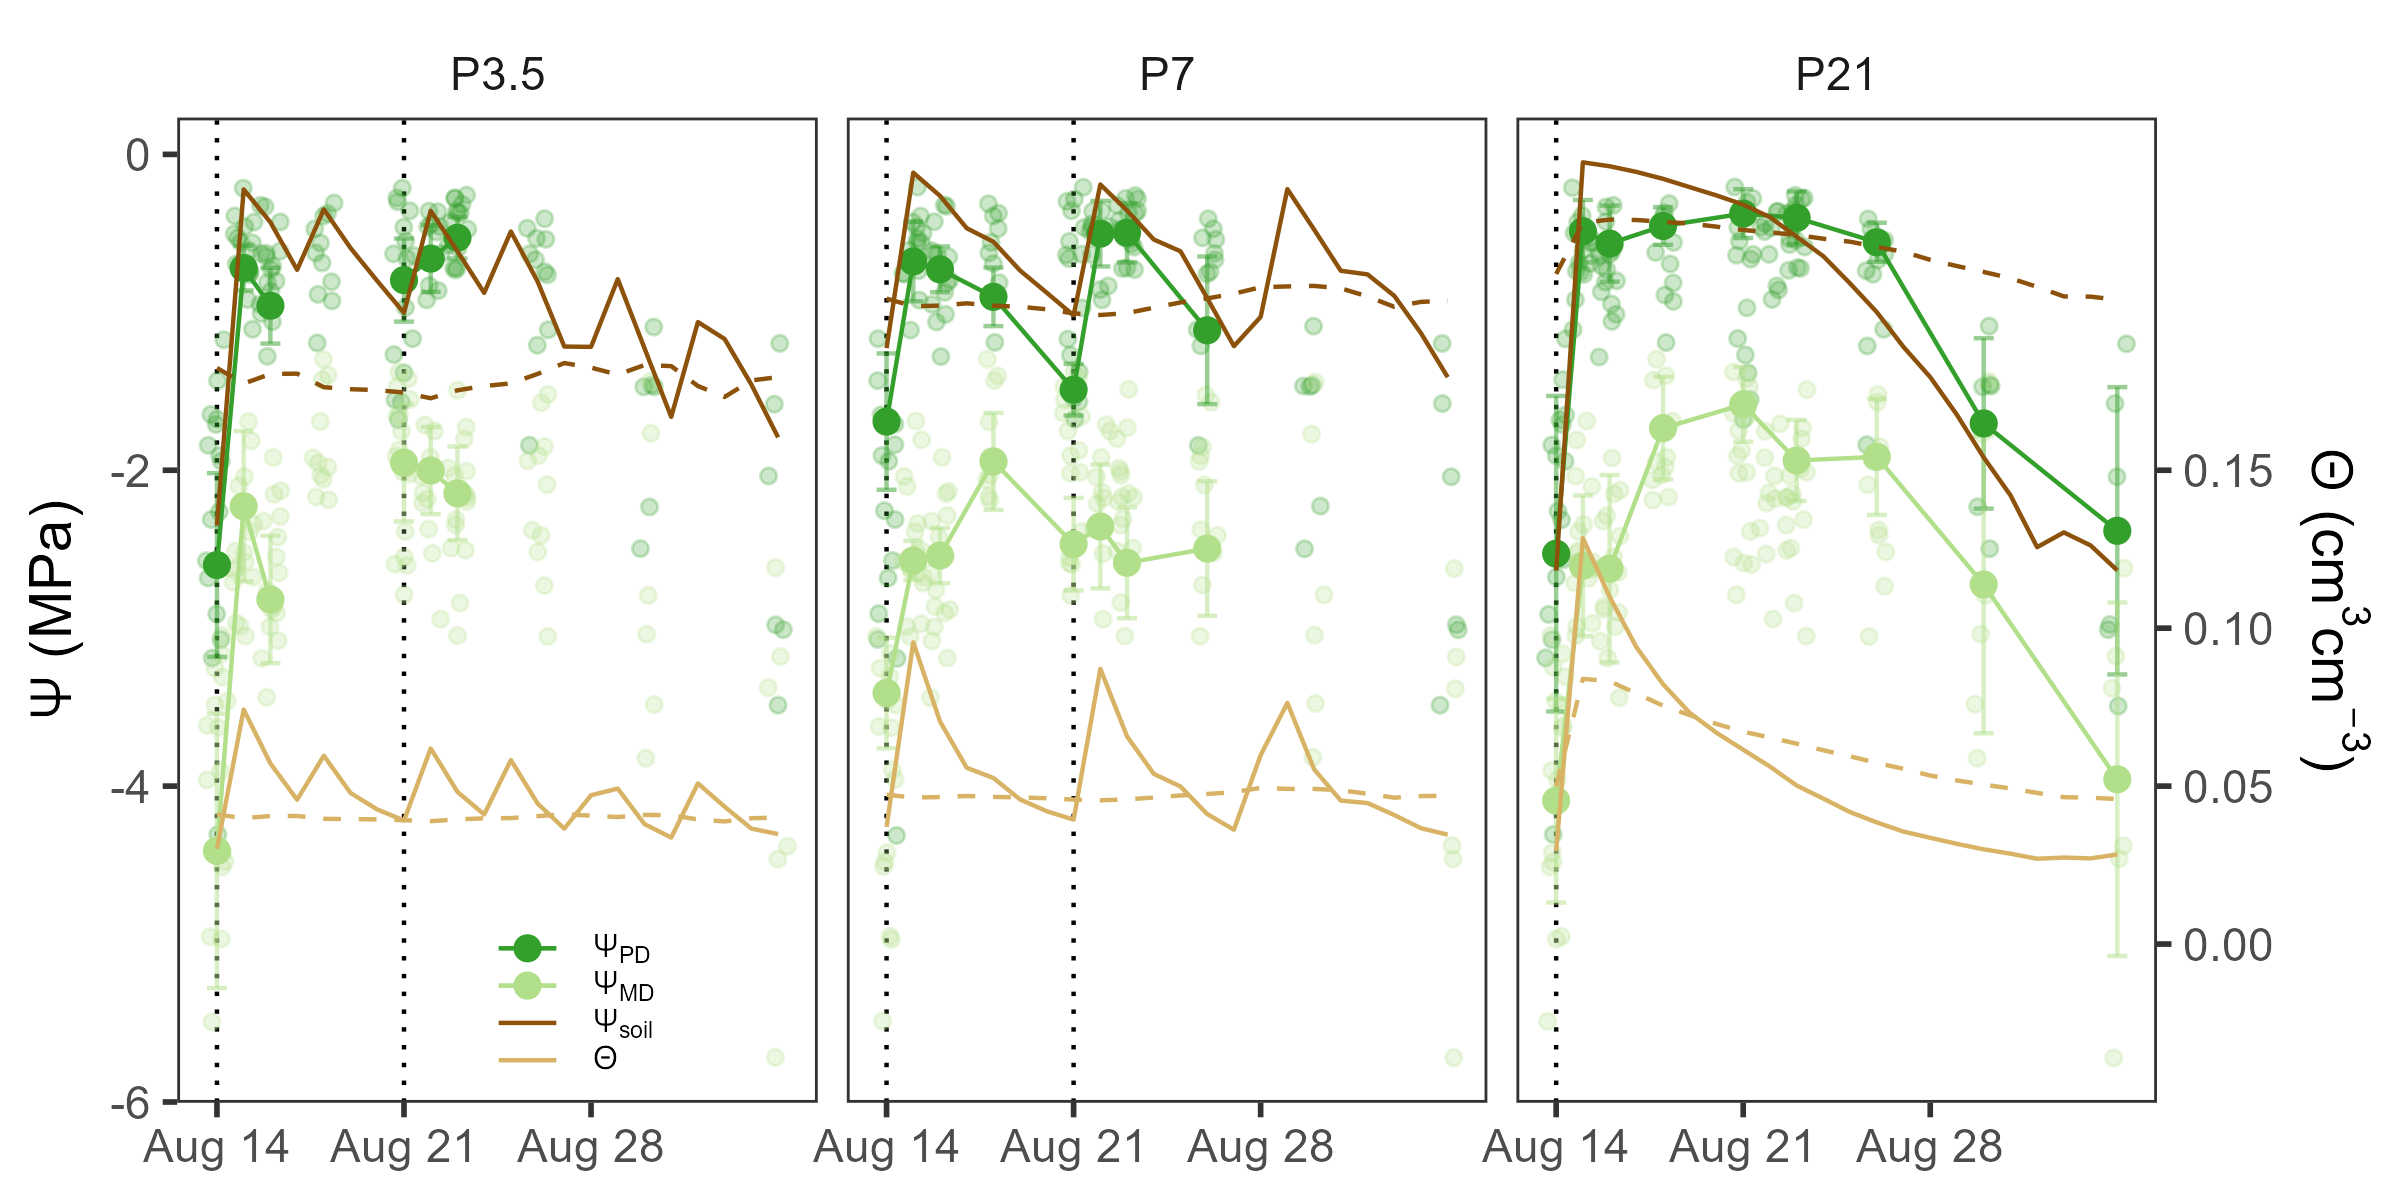 P3.5 P7 P21
0
-2
-4
-6
Ψ (MPa)
0.15
0.10
0.05
0.00
Θ (cm³ cm⁻³)
Ψ_PD
Ψ_MD
Ψ_soil
Θ
Aug 14 Aug 21 Aug 28 Aug 14 Aug 21 Aug 28 Aug 14 Aug 21 Aug 28